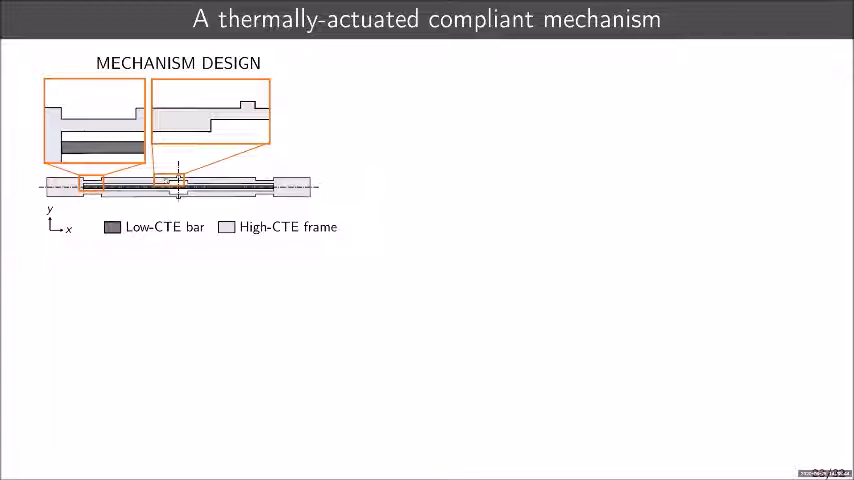 A thermally-actuated compliant mechanism
MECHANISM DESIGN
y
x
Low-CTE bar
High-CTE frame